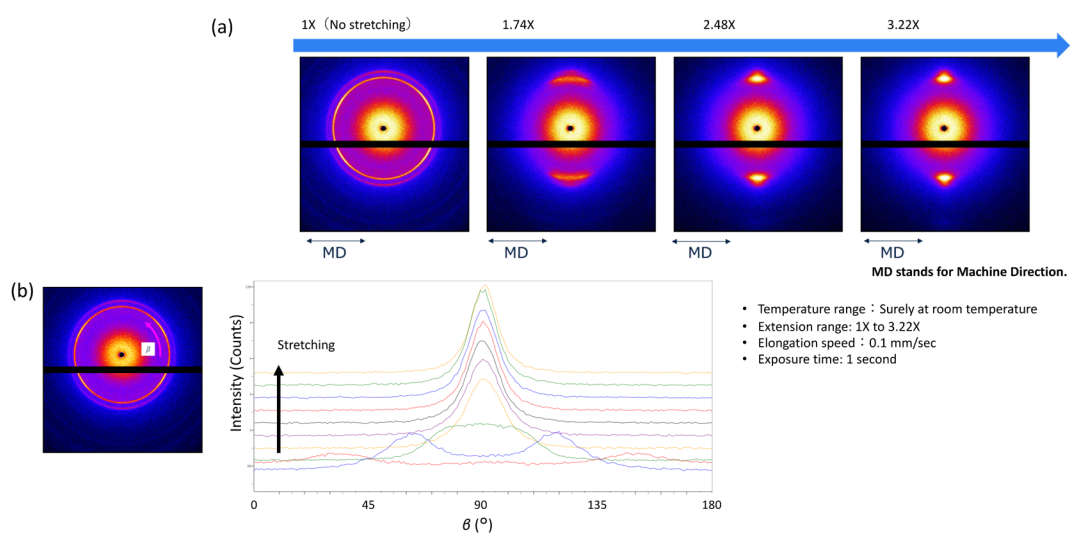 (a)
1X（No stretching） 1.74X 2.48X 3.22X
MD MD MD MD
MD stands for Machine Direction.
(b)
β
Intensity (Counts)
Stretching
0 45 90 135 180
β (°)
• Temperature range：Surely at room temperature
• Extension range: 1X to 3.22X
• Elongation speed：0.1 mm/sec
• Exposure time: 1 second